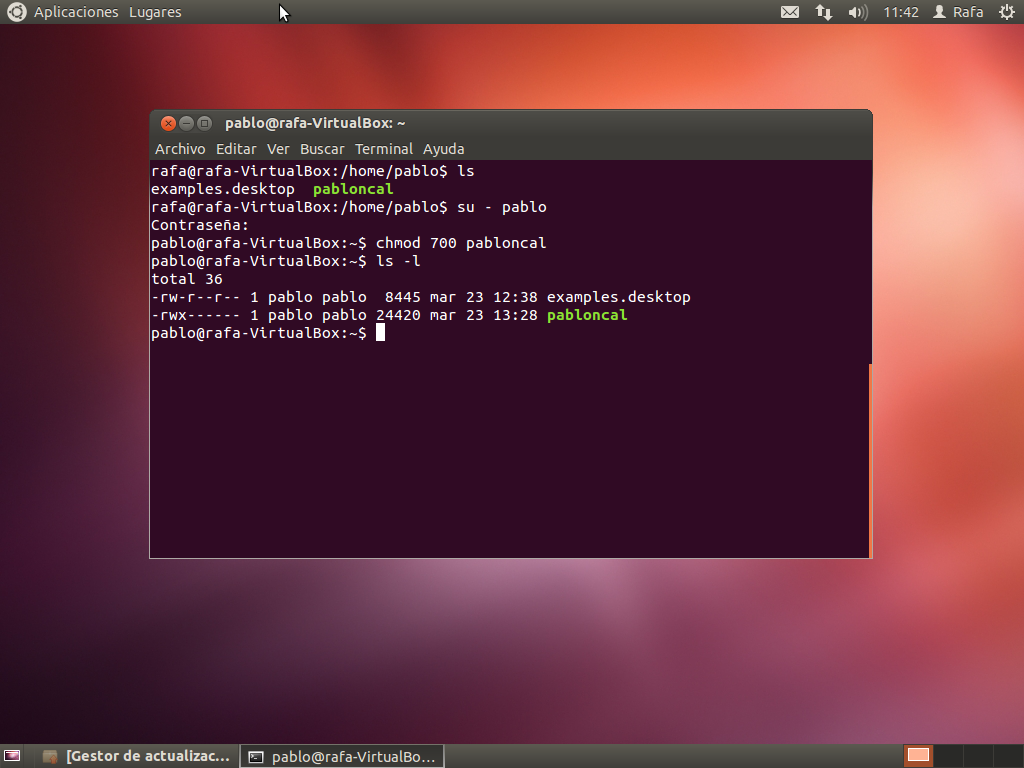 Aplicaciones Lugares 11:42 Rafa
pablo@rafa-VirtualBox: ~
Archivo Editar Ver Buscar Terminal Ayuda
rafa@rafa-VirtualBox:/home/pablo$ ls
examples.desktop  pabloncal
rafa@rafa-VirtualBox:/home/pablo$ su - pablo
Contraseña:
pablo@rafa-VirtualBox:~$ chmod 700 pabloncal
pablo@rafa-VirtualBox:~$ ls -l
total 36
-rw-r--r-- 1 pablo pablo  8445 mar 23 12:38 examples.desktop
-rwx------ 1 pablo pablo 24420 mar 23 13:28 pabloncal
pablo@rafa-VirtualBox:~$
[Gestor de actualizac... pablo@rafa-VirtualBo...